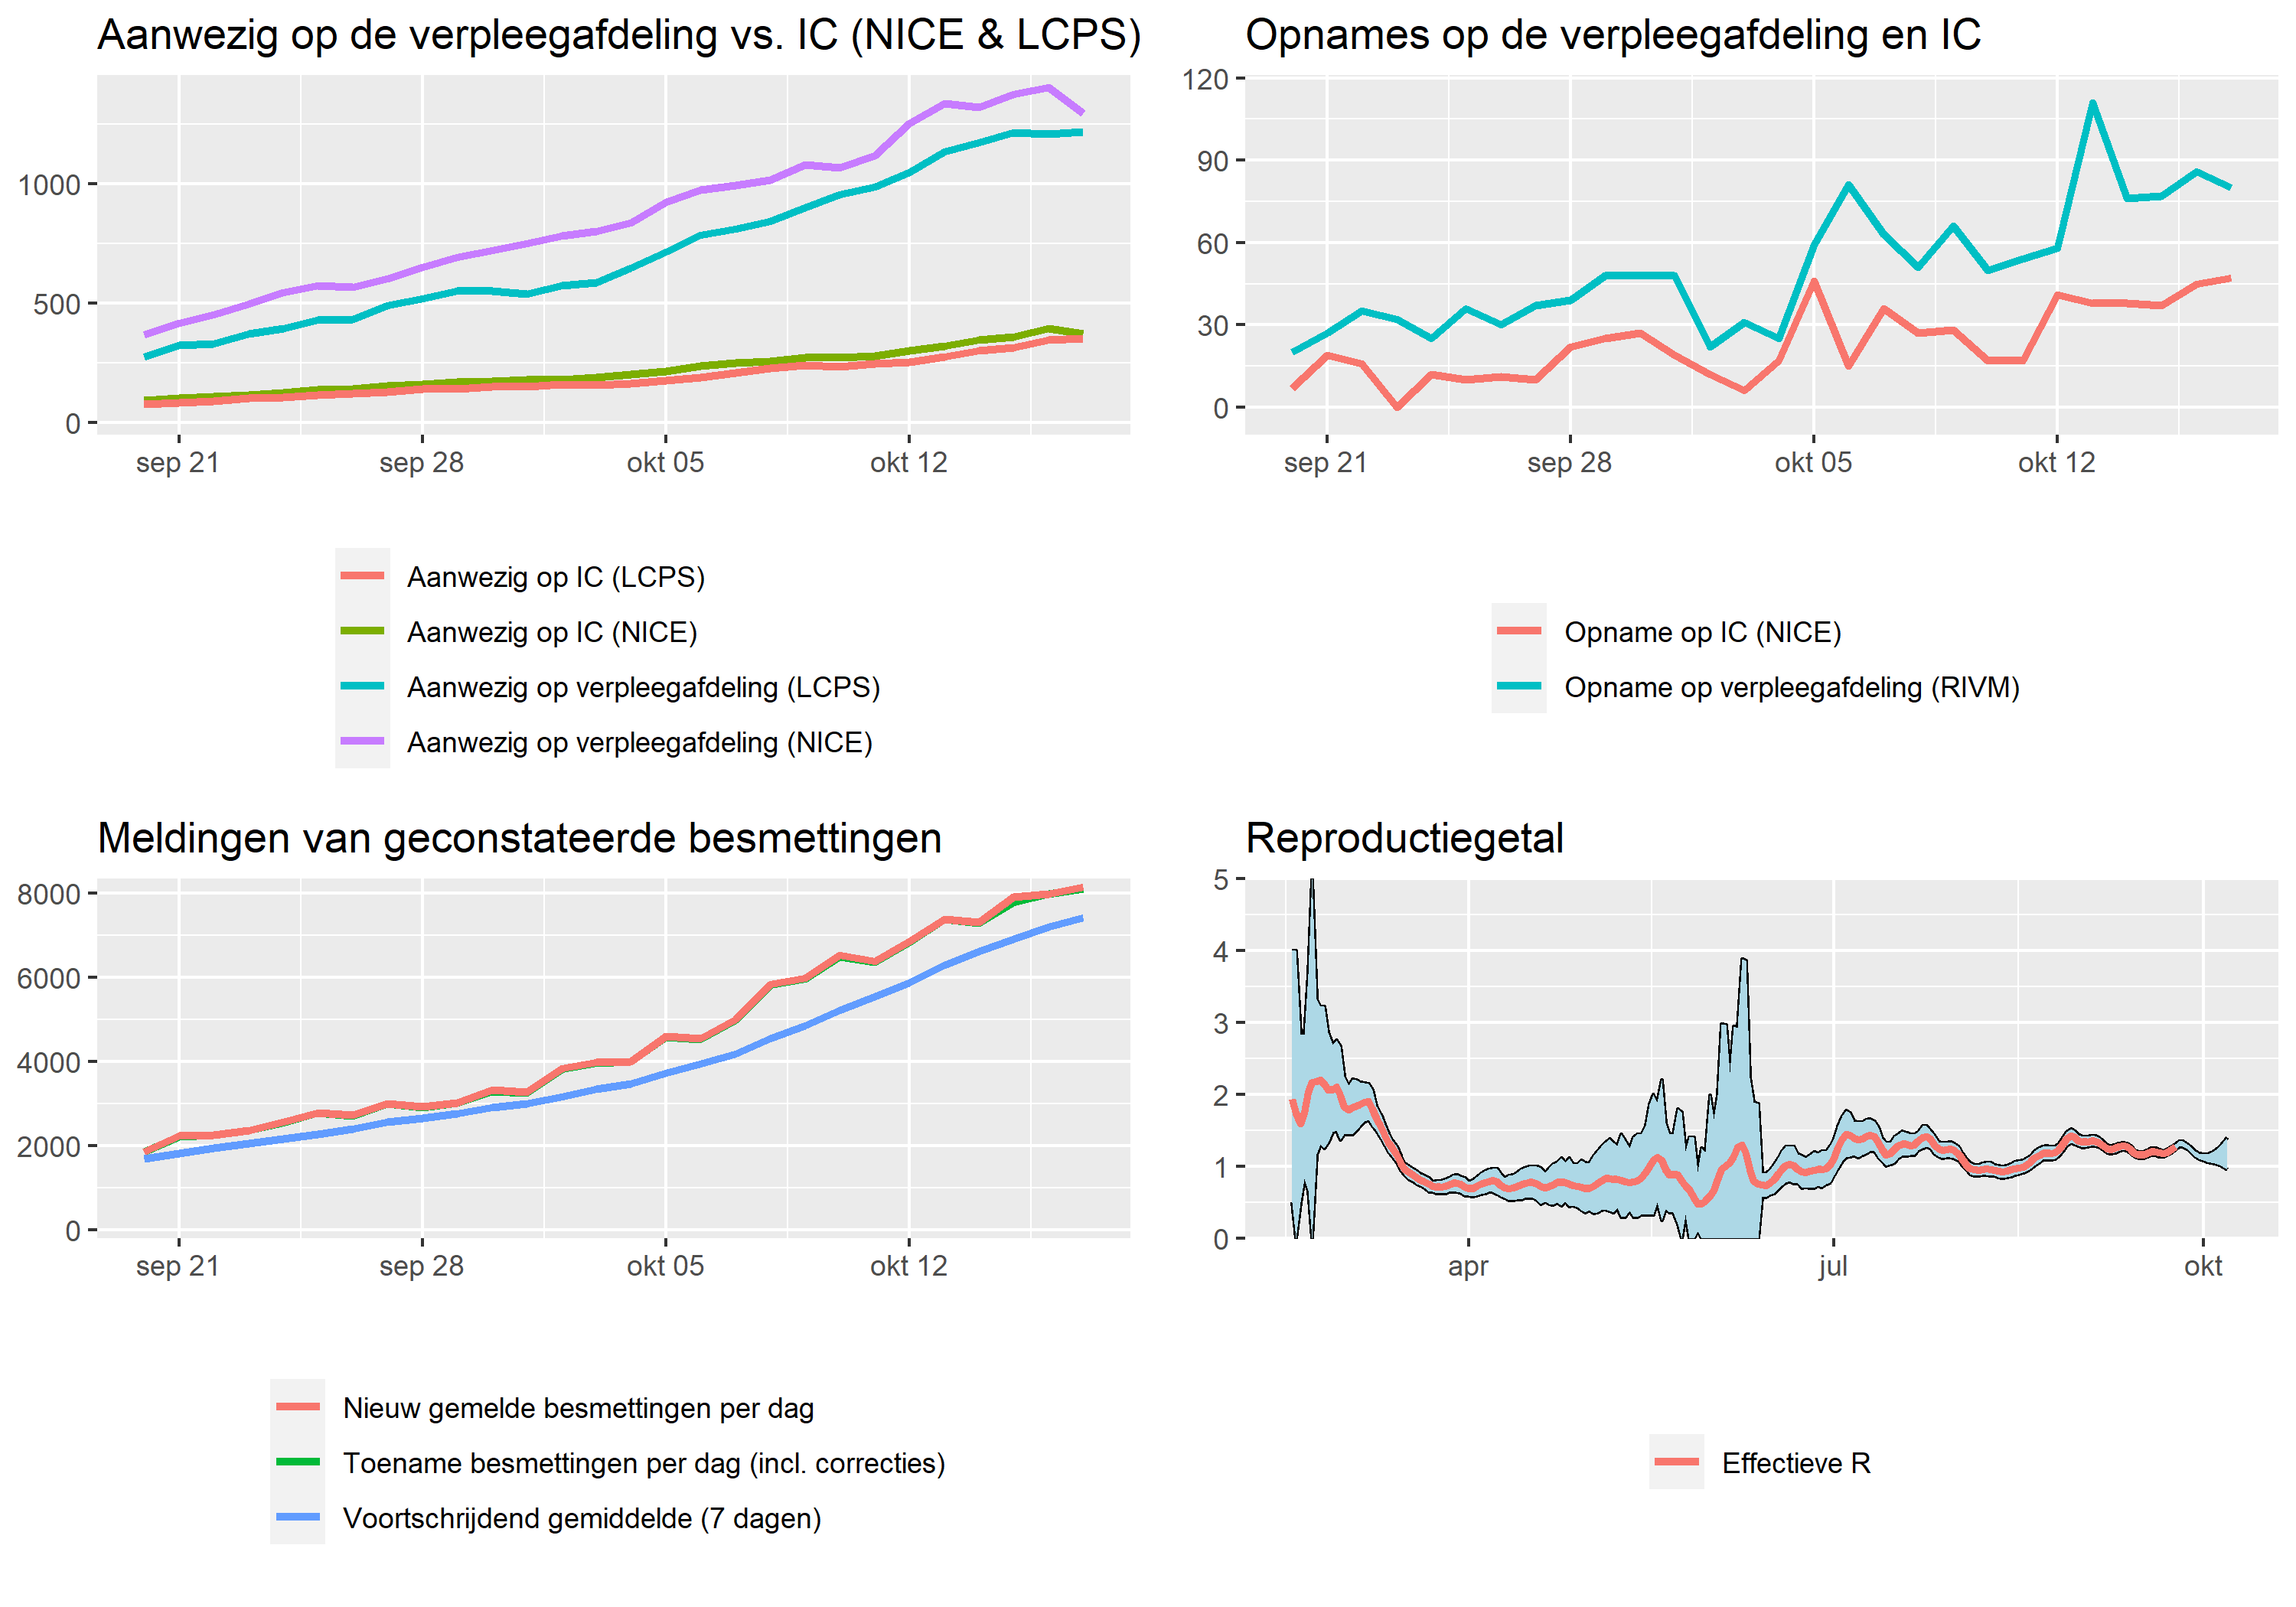 Aanwezig op de verpleegafdeling vs. IC (NICE & LCPS)
1000
500
0
sep 21
sep 28
okt 05
okt 12
Aanwezig op IC (LCPS)
Aanwezig op IC (NICE)
Aanwezig op verpleegafdeling (LCPS)
Aanwezig op verpleegafdeling (NICE)
Opnames op de verpleegafdeling en IC
120
90
60
30
0
sep 21
sep 28
okt 05
okt 12
Opname op IC (NICE)
Opname op verpleegafdeling (RIVM)
Meldingen van geconstateerde besmettingen
8000
6000
4000
2000
0
sep 21
sep 28
okt 05
okt 12
Nieuw gemelde besmettingen per dag
Toename besmettingen per dag (incl. correcties)
Voortschrijdend gemiddelde (7 dagen)
Reproductiegetal
5
4
3
2
1
0
apr
jul
okt
Effectieve R